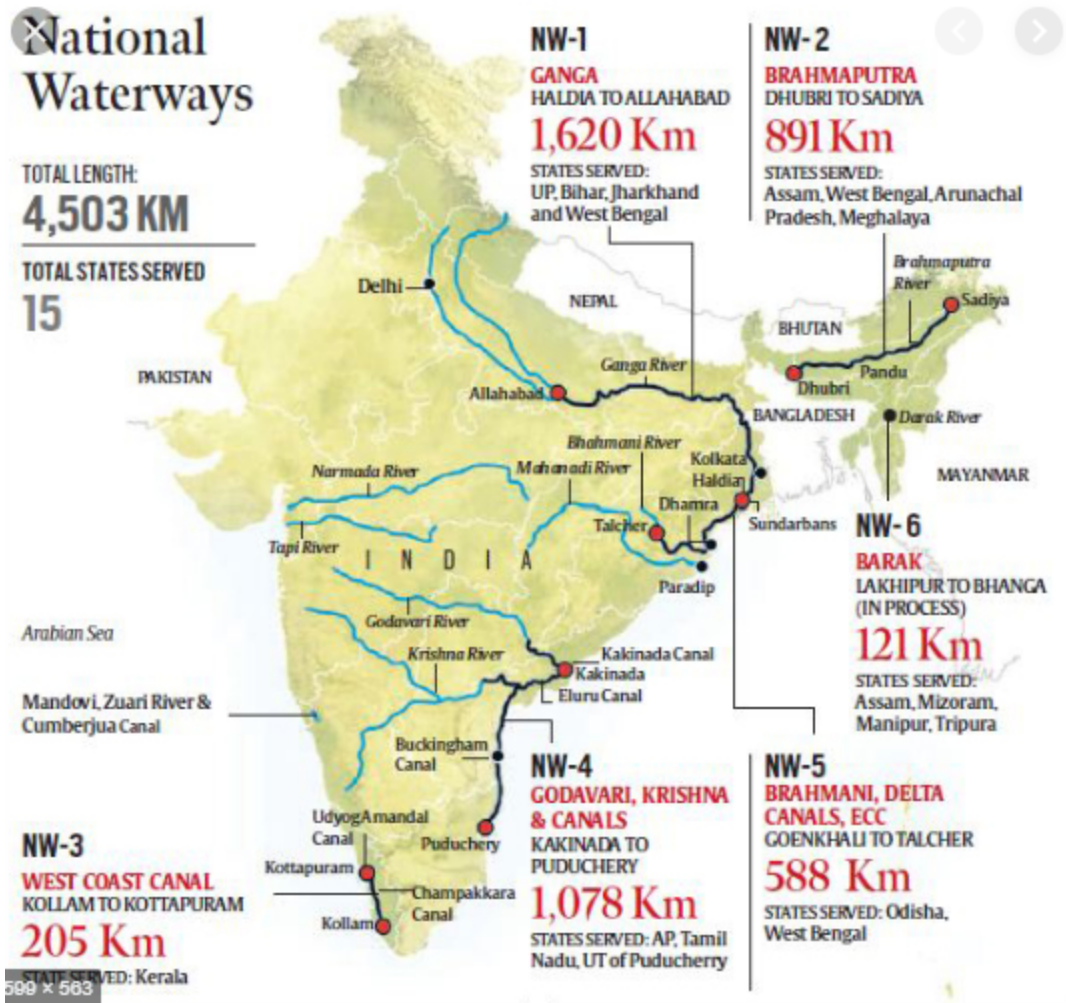 National
Waterways
TOTAL LENGTH:
4,503 KM
TOTAL STATES SERVED
15
NW-1
GANGA
HALDIA TO ALLAHABAD
1,620 Km
STATES SERVED:
UP, Bihar, Jharkhand
and West Bengal
NW- 2
BRAHMAPUTRA
DHUBRI TO SADIYA
891 Km
STATES SERVED:
Assam, West Bengal, Arunachal
Pradesh, Meghalaya
Brahmaputra
River
Sadiya
Delhi
NEPAL
BHUTAN
PAKISTAN
Ganga River
Pandu
Dhubri
Allahabad
BANGLADESH
Darak River
Bhahmani River
Narmada River
Mahanadi River
Kolkata
Haldia
MAYANMAR
Dhamra
Talcher
Sundarbans
Tapi River
INDIA
Paradip
NW- 6
BARAK
LAKHIPUR TO BHANGA
(IN PROCESS)
121 Km
STATES SERVED:
Assam, Mizoram,
Manipur, Tripura
Arabian Sea
Godavari River
Krishna River
Kakinada Canal
Kakinada
Eluru Canal
Mandovi, Zuari River &
Cumberjua Canal
Buckingham
Canal
UdyogAmandal
Canal
Puduchery
Kottapuram
Champakkara
Canal
Kollam
NW-3
WEST COAST CANAL
KOLLAM TO KOTTAPURAM
205 Km
STATE SERVED: Kerala
NW-4
GODAVARI, KRISHNA
& CANALS
KAKINADA TO
PUDUCHERY
1,078 Km
STATES SERVED: AP, Tamil
Nadu, UT of Puducherry
NW-5
BRAHMANI, DELTA
CANALS, ECC
GOENKHALI TO TALCHER
588 Km
STATES SERVED: Odisha,
West Bengal
599 × 563